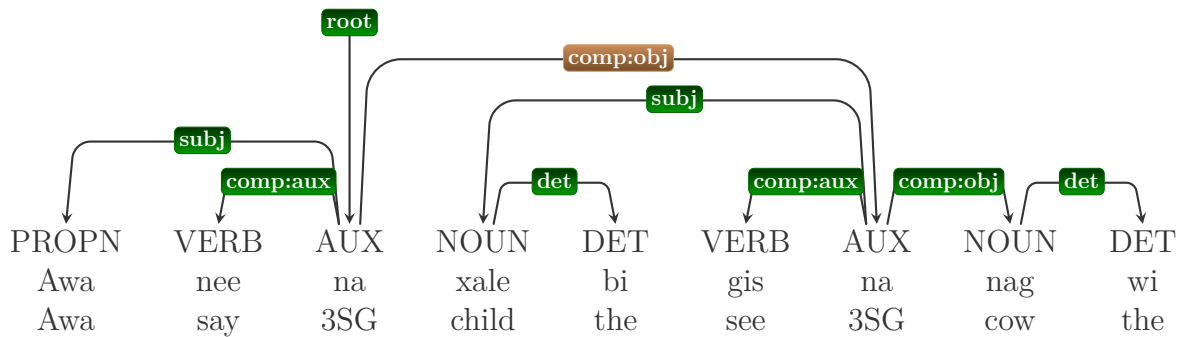 root
comp:obj
subj
subj
comp:aux det comp:aux comp:obj det
PROPN VERB AUX NOUN DET VERB AUX NOUN DET
Awa nee na xale bi gis na nag wi
Awa say 3SG child the see 3SG cow the